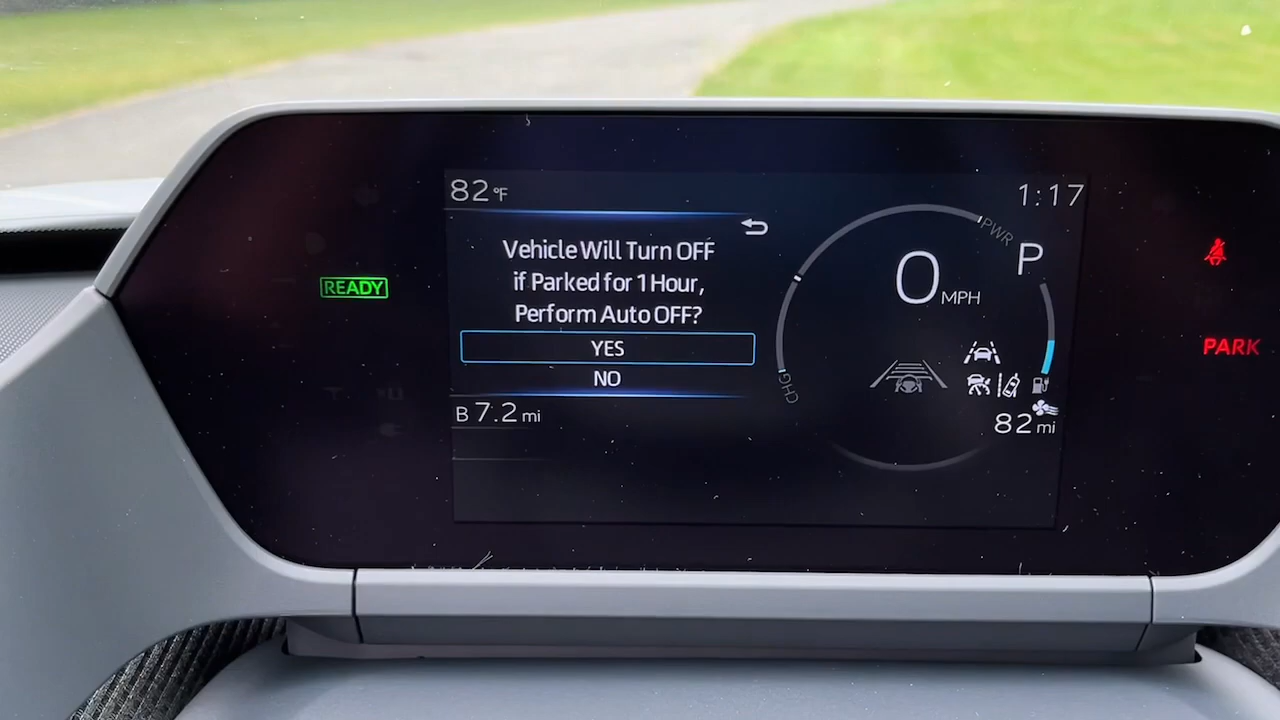 82 °F
1:17
Vehicle Will Turn OFF
if Parked for 1 Hour,
Perform Auto OFF?
YES
NO
READY
B 7.2 mi
PWR
P
0 MPH
CHG
82 mi
PARK